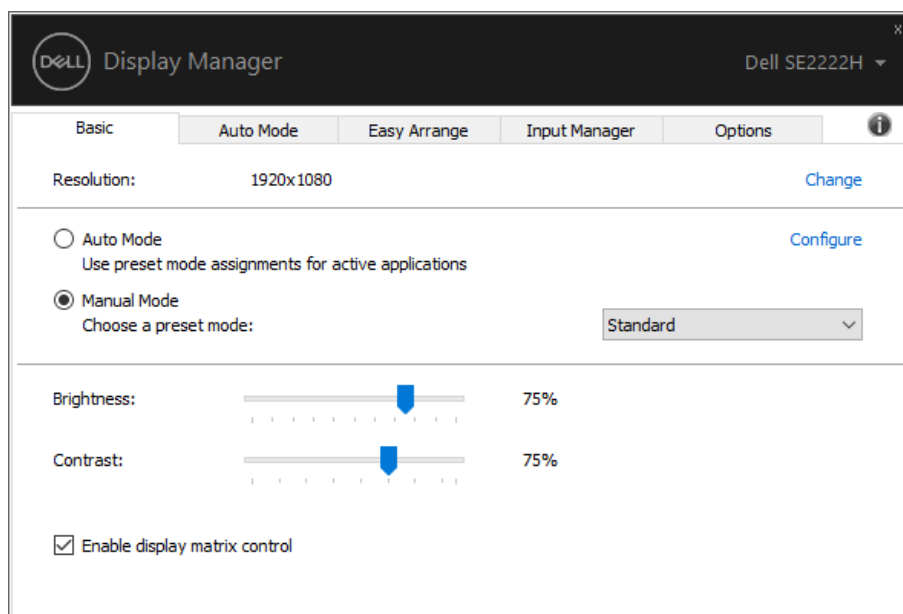 x
DELL Display Manager Dell SE2222H
Basic Auto Mode Easy Arrange Input Manager Options i
Resolution: 1920x1080 Change
Auto Mode Configure
Use preset mode assignments for active applications
Manual Mode
Choose a preset mode: Standard
Brightness: 75%
Contrast: 75%
Enable display matrix control